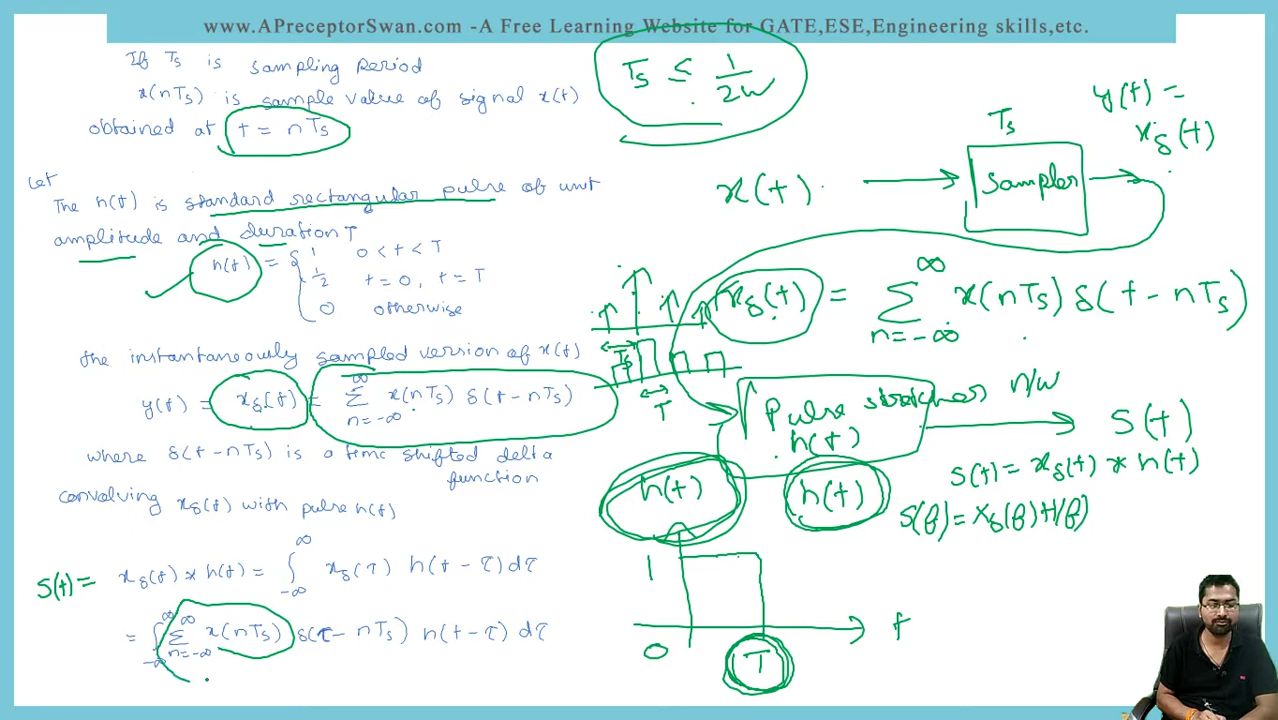 www.APreceptorSwan.com -A Free Learning Website for GATE,ESE,Engineering skills,etc.
If Ts is sampling period
x(nTs) is sample value of signal x(t)
obtained at t = nTs
Let
The h(t) is standard rectangular pulse of unit
amplitude and duration T
h(t) = { 1 0 < t < T
1/2 t = 0, t = T
0 otherwise
the instantaneously sampled version of x(t)
y(t) = xδ(t) = ∑ n=-∞ ∞ x(nTs) δ(t - nTs)
where δ(t - nTs) is a time shifted delta
function
convolving xδ(t) with pulse h(t)
S(t) = xδ(t) * h(t) = ∫ -∞ ∞ xδ(τ) h(t - τ) dτ
= ∫ -∞ ∞ ∑ n=-∞ ∞ x(nTs) δ(τ - nTs) h(t - τ) dτ
Ts ≤ 1/2W
y(t) =
xδ(t)
Ts
x(t) Sampler
xδ(t) = ∑ n=-∞ ∞ x(nTs) δ(t - nTs)
Ts
T
Pulse stretcher n/w
h(t)
S(t)
s(t) = xδ(t) * h(t)
S(f) = Xδ(f) H(f)
h(t) h(t)
1
0 T t